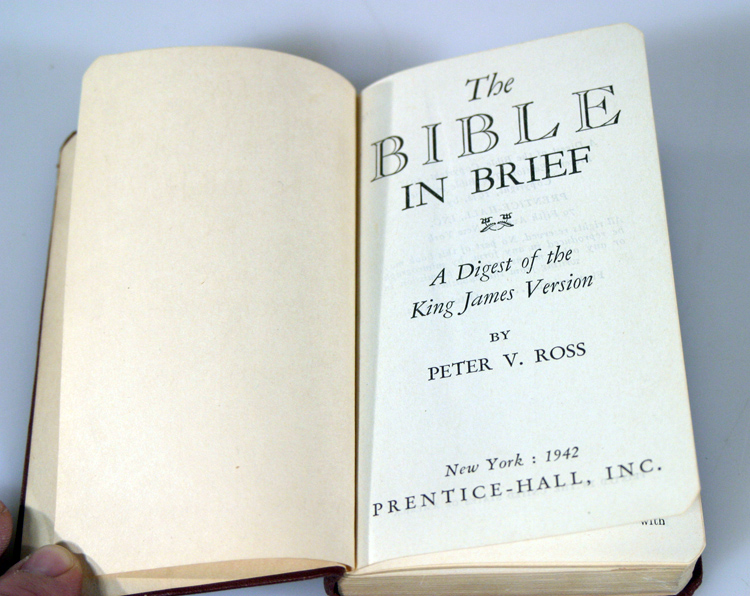 The
BIBLE
IN BRIEF
A Digest of the
King James Version
BY
PETER V. ROSS
New York : 1942
PRENTICE-HALL, INC.
with